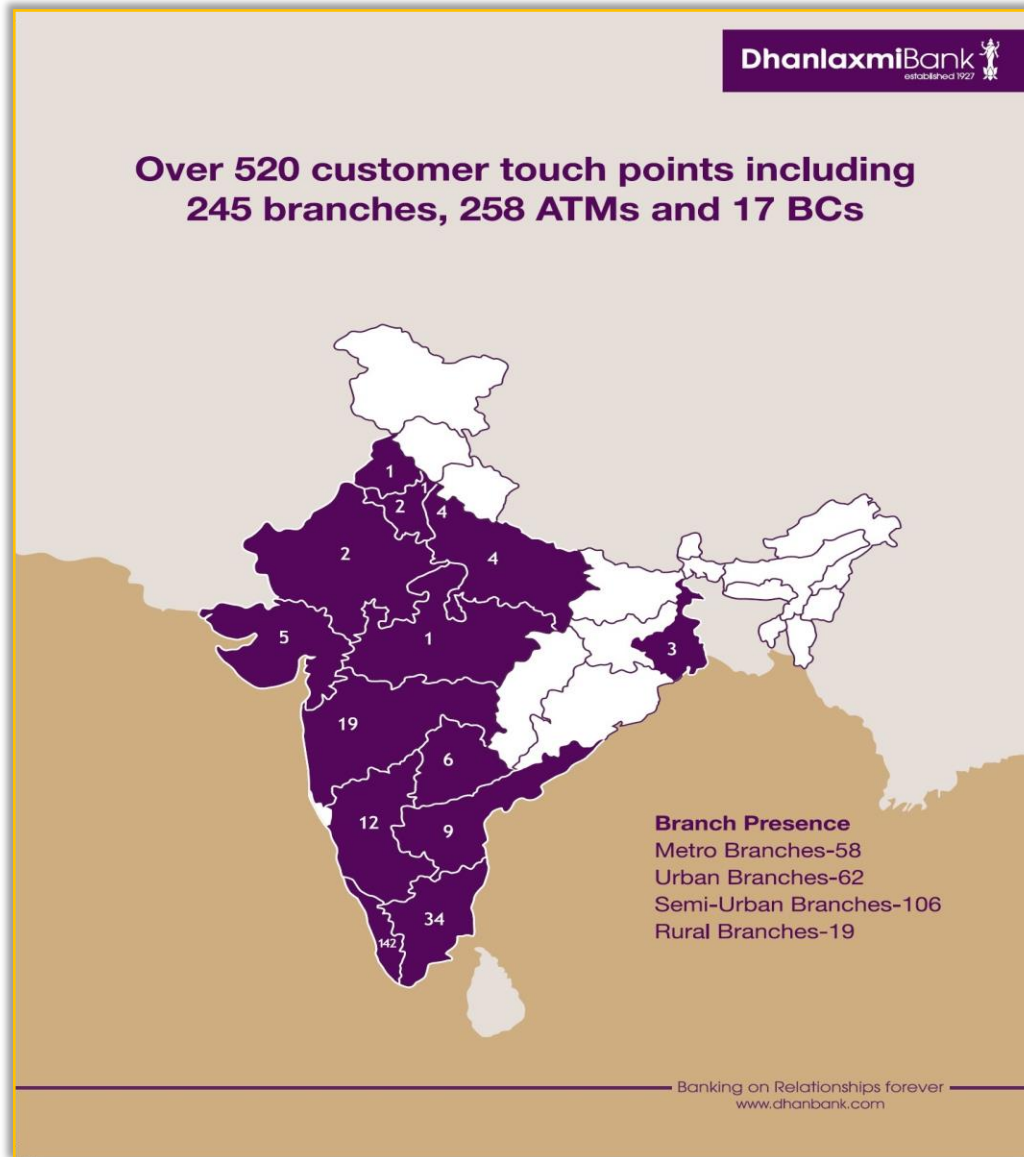 DhanlaxmiBank
established 1927
Over 520 customer touch points including
245 branches, 258 ATMs and 17 BCs
1
1
2
4
2
4
5
1
3
19
6
12
9
34
142
Branch Presence
Metro Branches-58
Urban Branches-62
Semi-Urban Branches-106
Rural Branches-19
Banking on Relationships forever
www.dhanbank.com